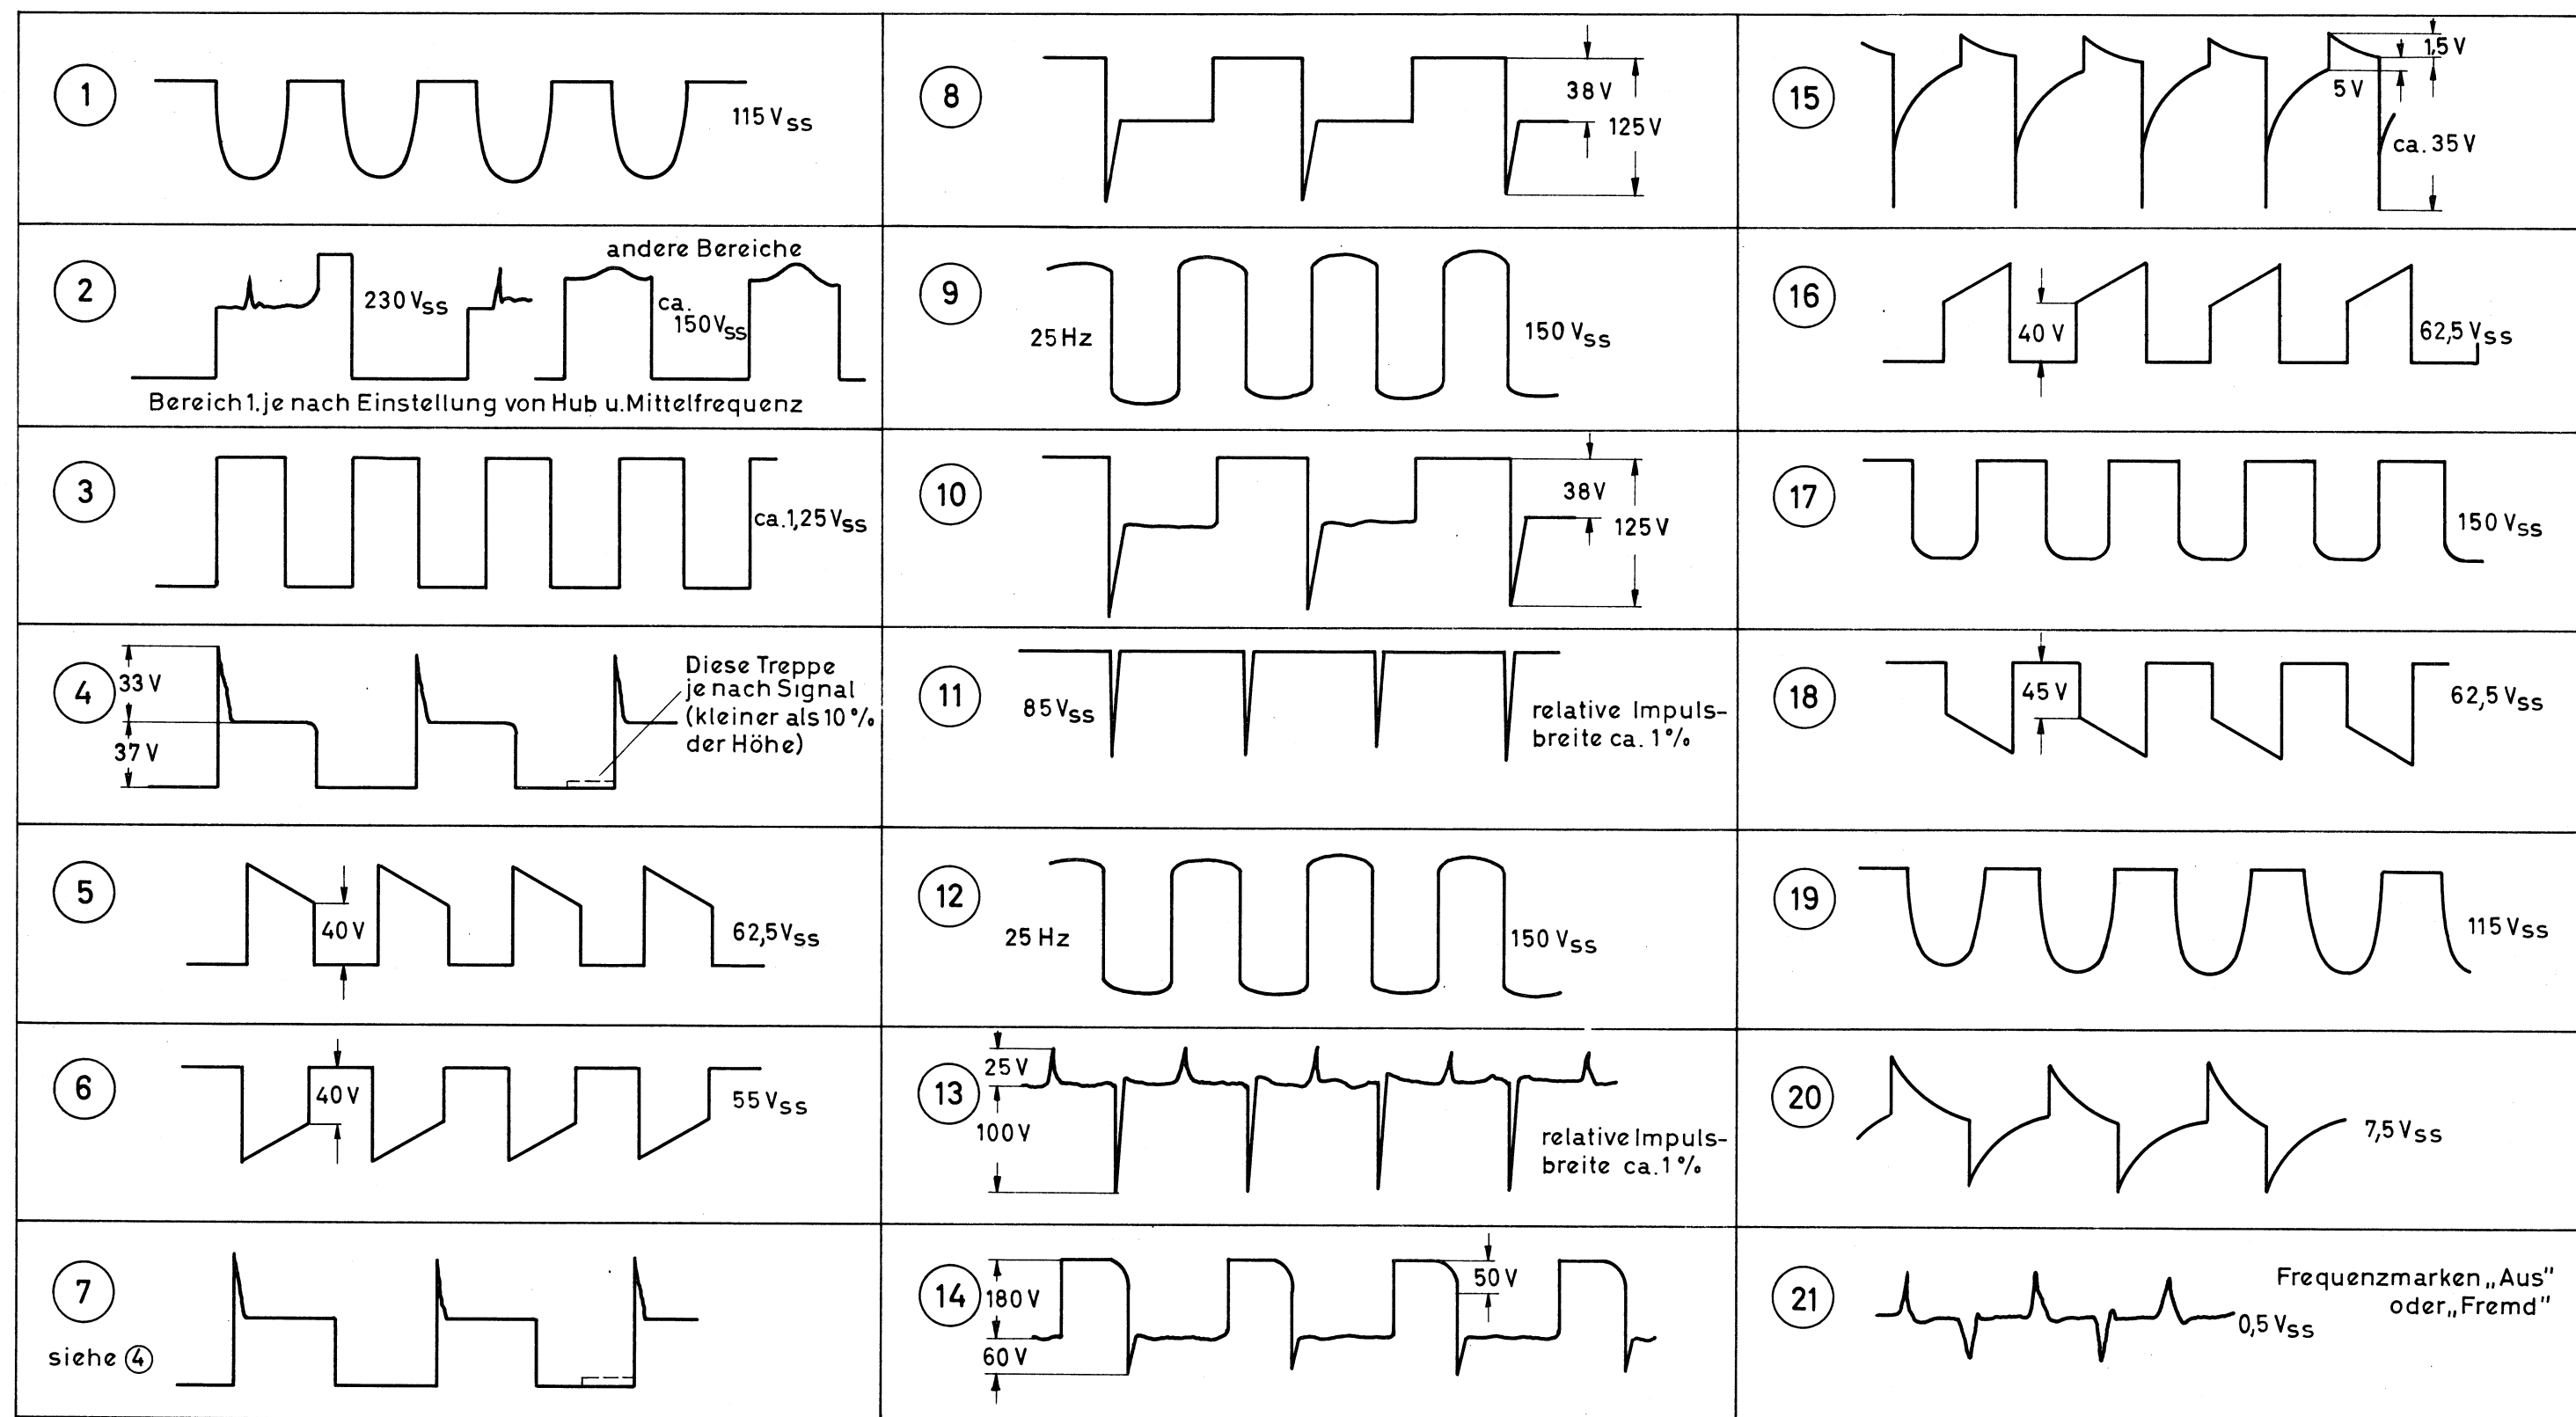 1
115 Vss
2
andere Bereiche
230 Vss
ca.
150 Vss
Bereich 1. je nach Einstellung von Hub u. Mittelfrequenz
3
ca. 1,25 Vss
4
33 V
37 V
Diese Treppe
je nach Signal
(kleiner als 10 %
der Höhe)
5
40 V
62,5 Vss
6
40 V
55 Vss
7
siehe 4
8
38 V
125 V
9
25 Hz
150 Vss
10
38 V
125 V
11
85 Vss
relative Impuls-
breite ca. 1 %
12
25 Hz
150 Vss
13
25 V
100 V
relative Impuls-
breite ca. 1 %
14
180 V
60 V
50 V
15
1,5 V
5 V
ca. 35 V
16
40 V
62,5 Vss
17
150 Vss
18
45 V
62,5 Vss
19
115 Vss
20
7,5 Vss
21
Frequenzmarken „Aus"
oder „Fremd"
0,5 Vss